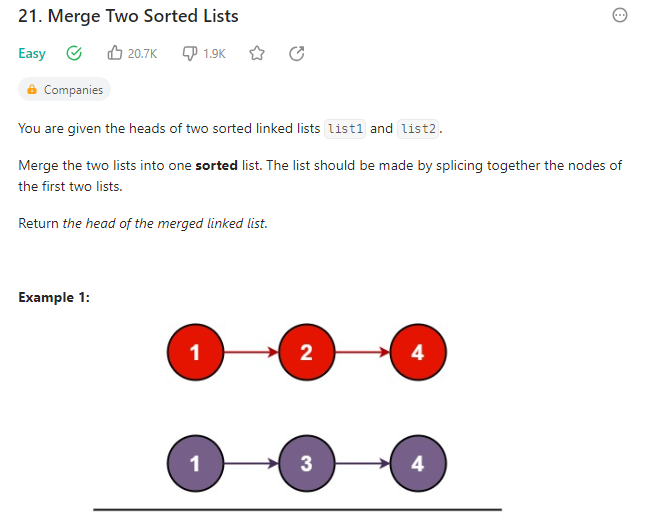 21. Merge Two Sorted Lists
Easy 20.7K 1.9K
Companies
You are given the heads of two sorted linked lists list1 and list2.
Merge the two lists into one sorted list. The list should be made by splicing together the nodes of
the first two lists.
Return the head of the merged linked list.
Example 1:
1 2 4
1 3 4